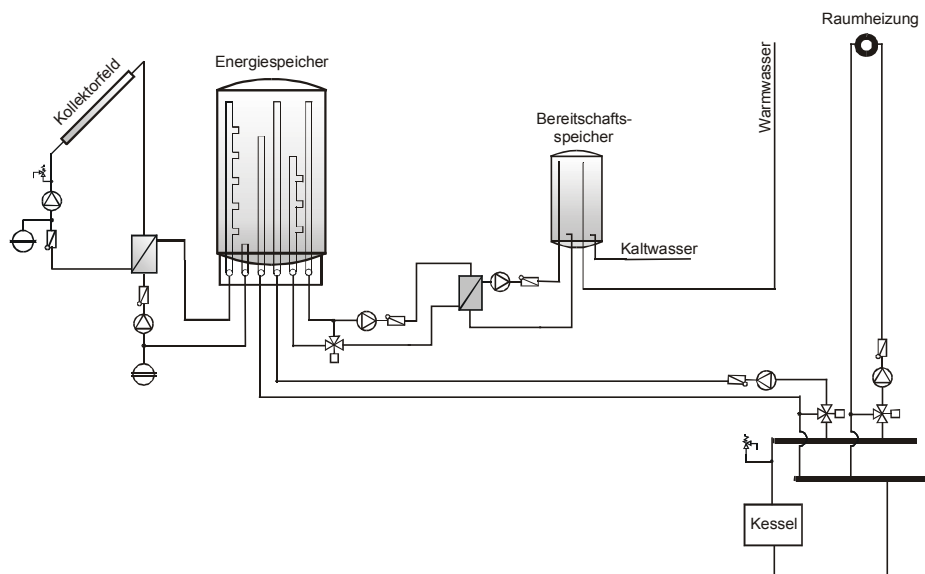 Raumheizung
Energiespeicher
Kollektorfeld
Warmwasser
Bereitschafts-
speicher
Kaltwasser
Kessel